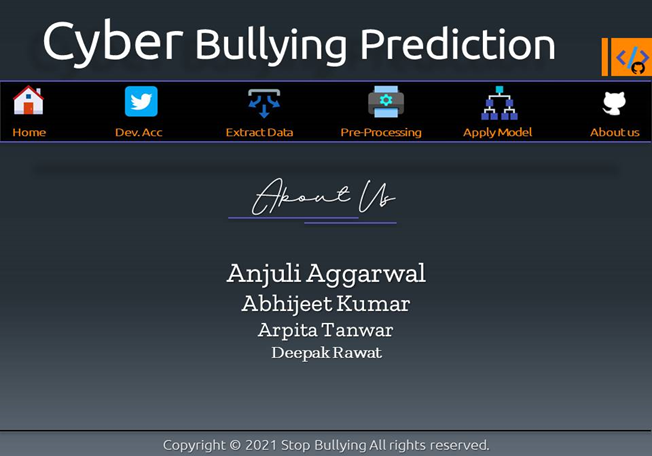 Cyber Bullying Prediction
Home Dev. Acc Extract Data Pre-Processing Apply Model About us
About Us
Anjuli Aggarwal
Abhijeet Kumar
Arpita Tanwar
Deepak Rawat
Copyright © 2021 Stop Bullying All rights reserved.